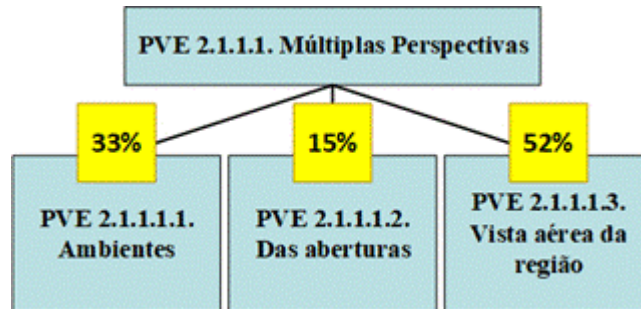 PVE 2.1.1.1. Múltiplas Perspectivas
33%
15%
52%
PVE 2.1.1.1.1.
Ambientes
PVE 2.1.1.1.2.
Das aberturas
PVE 2.1.1.1.3.
Vista aérea da
região